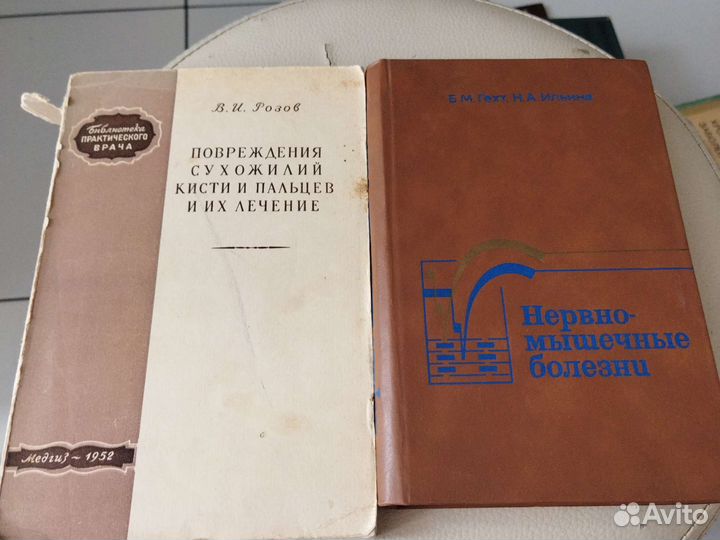 Библиотека
ПРАКТИЧЕСКОГО
ВРАЧА
В. И. Розов
ПОВРЕЖДЕНИЯ
СУХОЖИЛИЙ
КИСТИ И ПАЛЬЦЕВ
И ИХ ЛЕЧЕНИЕ
Медгиз ~ 1952
Б.М. Гехт, Н.А. Ильина
Нервно-
мышечные
болезни
Avito